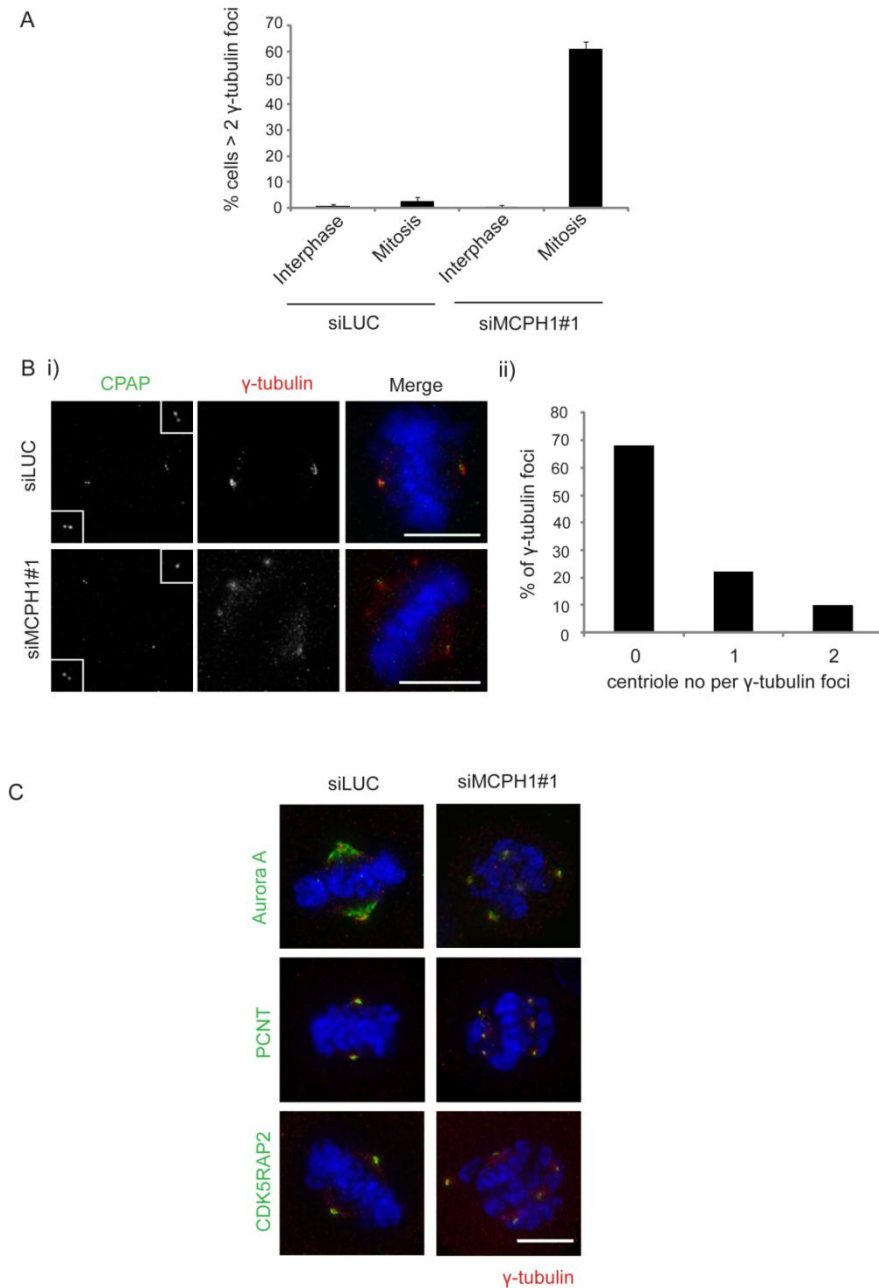 A
% cells > 2 γ-tubulin foci
70
60
50
40
30
20
10
0
Interphase
Mitosis
Interphase
Mitosis
siLUC
siMCPH1#1
B i)
CPAP
γ-tubulin
Merge
siLUC
siMCPH1#1
ii)
% of γ-tubulin foci
80
70
60
50
40
30
20
10
0
0 1 2
centriole no per γ-tubulin foci
C
siLUC
siMCPH1#1
Aurora A
PCNT
CDK5RAP2
γ-tubulin